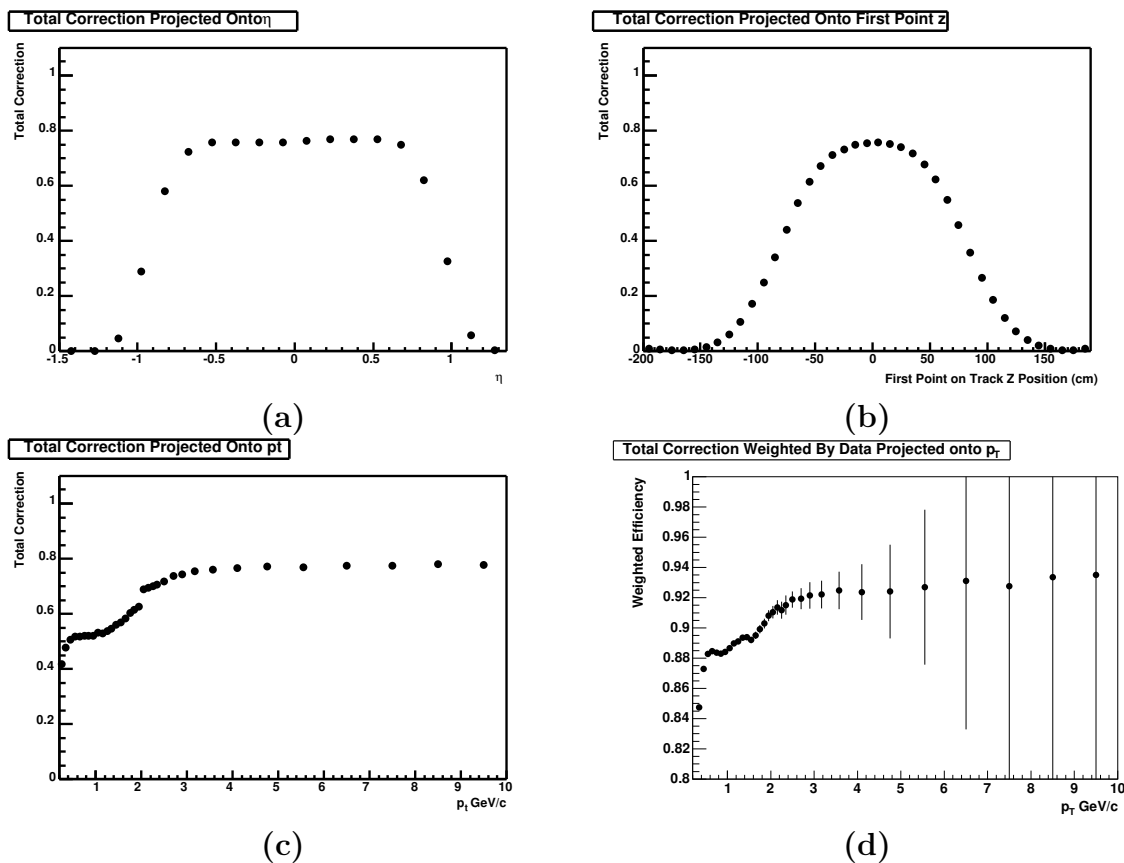 Total Correction Projected Ontoη
Total Correction
1
0.8
0.6
0.4
0.2
0
-1.5 -1 -0.5 0 0.5 1
η
(a)
Total Correction Projected Onto First Point z
Total Correction
1
0.8
0.6
0.4
0.2
0
-200 -150 -100 -50 0 50 100 150
First Point on Track Z Position (cm)
(b)
Total Correction Projected Onto pt
Total Correction
1
0.8
0.6
0.4
0.2
0
1 2 3 4 5 6 7 8 9 10
pt GeV/c
(c)
Total Correction Weighted By Data Projected onto pT
Weighted Efficiency
1
0.98
0.96
0.94
0.92
0.9
0.88
0.86
0.84
0.82
0.8
1 2 3 4 5 6 7 8 9 10
pT GeV/c
(d)